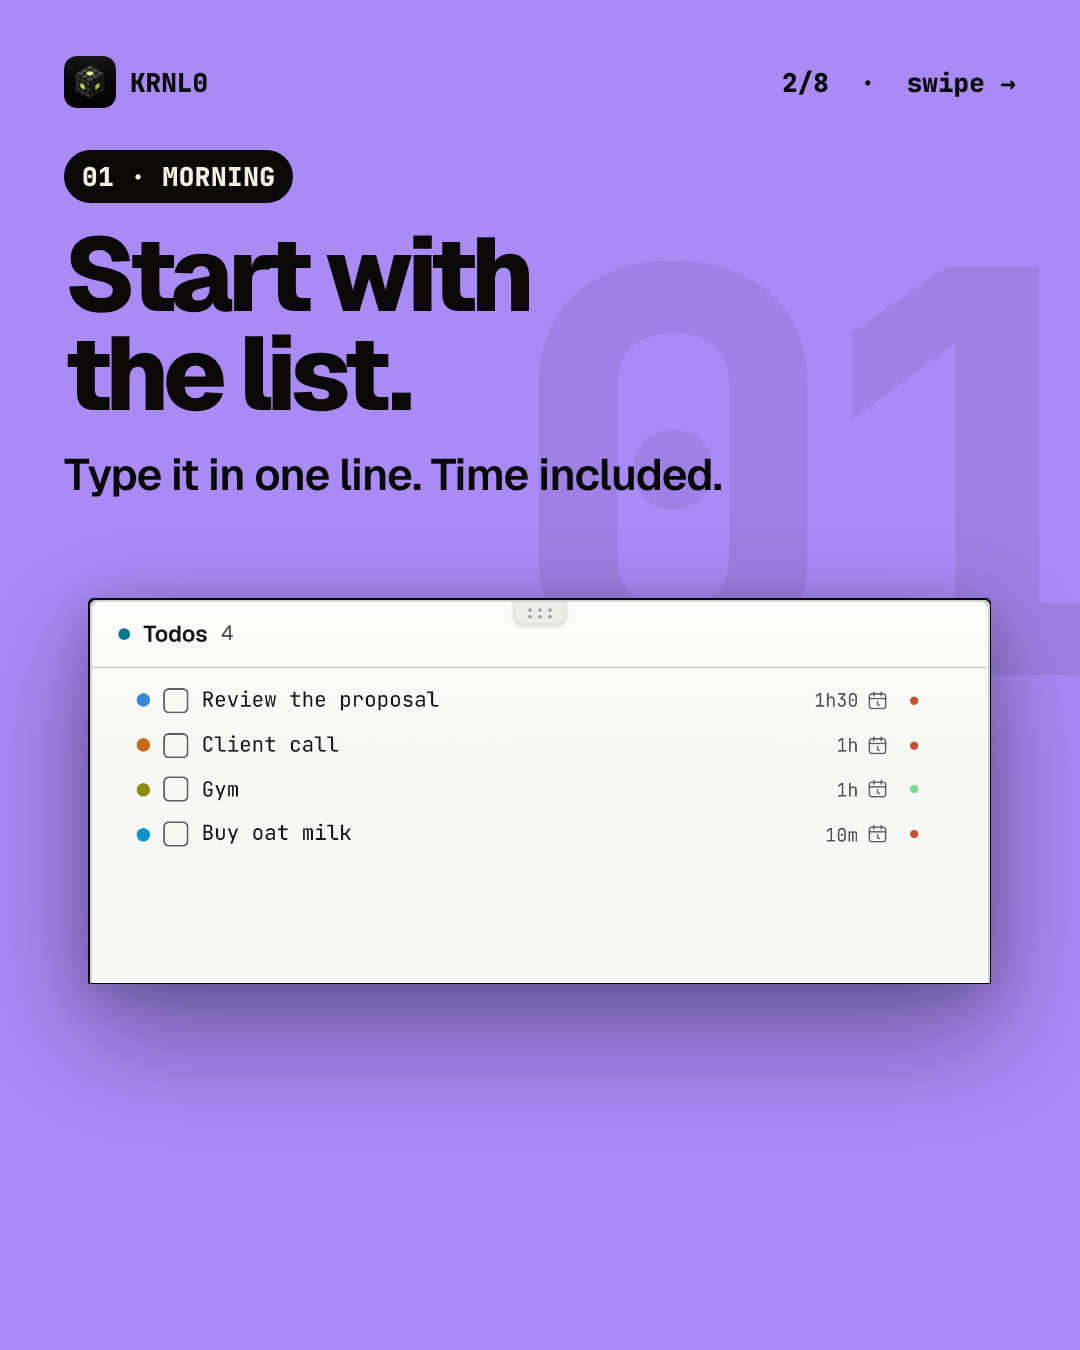 KRNL0
2/8 · swipe →
01 · MORNING
01
Start with
the list.
Type it in one line. Time included.
Todos 4
Review the proposal 1h30
Client call 1h
Gym 1h
Buy oat milk 10m